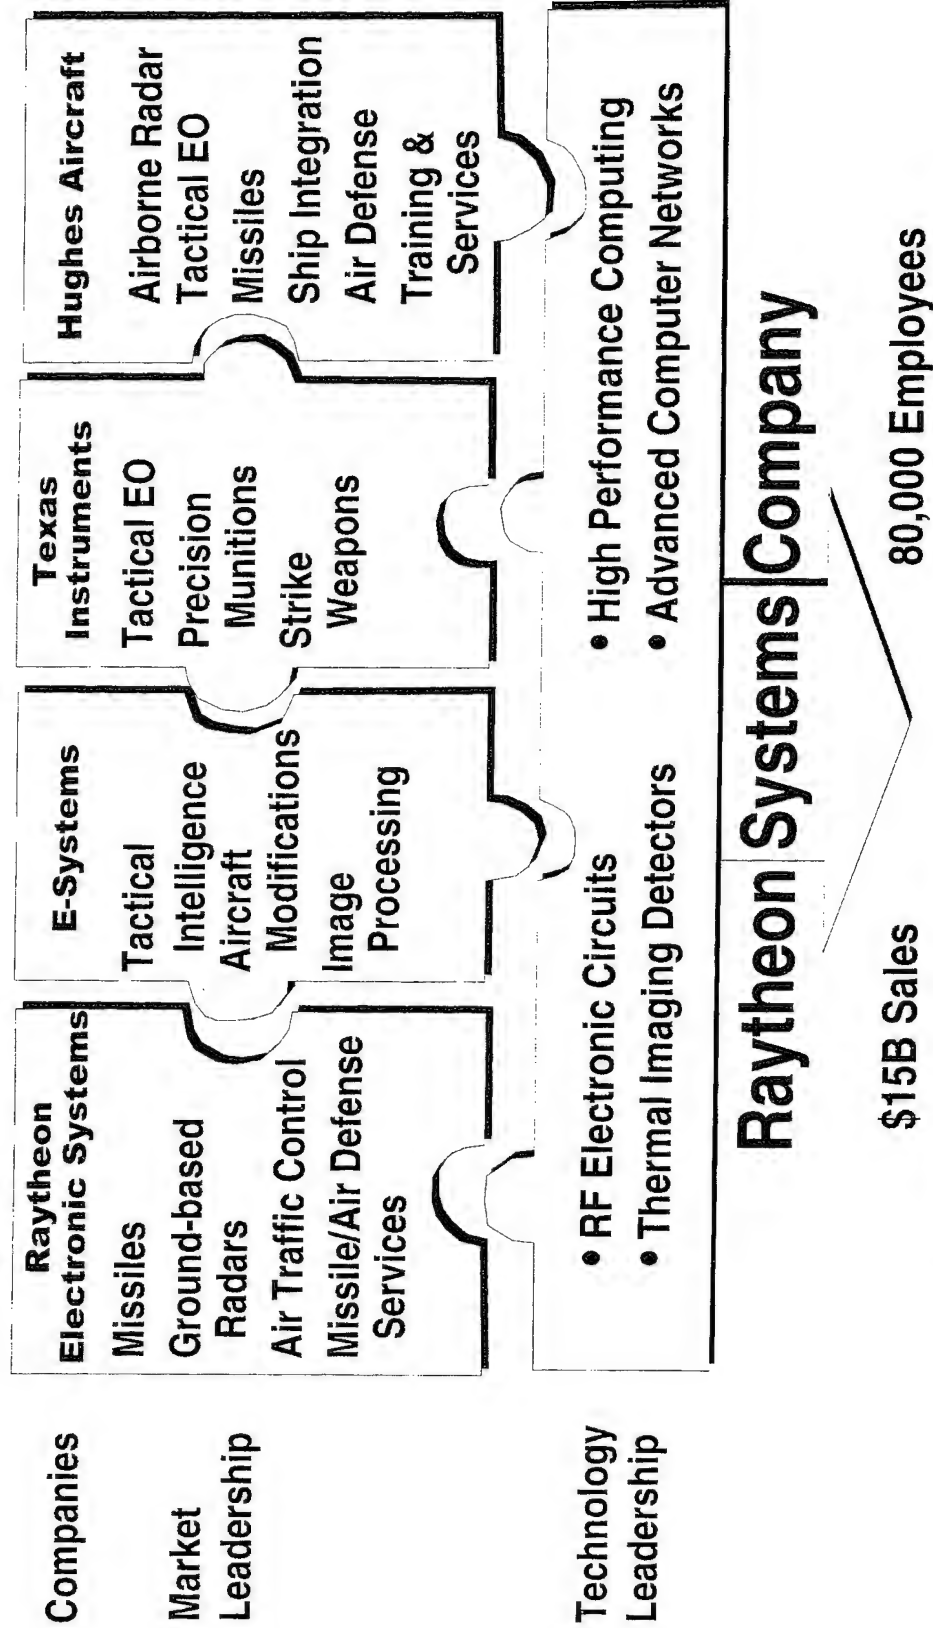 Companies
Market
Leadership
Raytheon
Electronic Systems
Missiles
Ground-based
Radars
Air Traffic Control
Missile/Air Defense
Services
E-Systems
Tactical
Intelligence
Aircraft
Modifications
Image
Processing
Texas
Instruments
Tactical EO
Precision
Munitions
Strike
Weapons
Hughes Aircraft
Airborne Radar
Tactical EO
Missiles
Ship Integration
Air Defense
Training &
Services
Technology
Leadership
• RF Electronic Circuits
• Thermal Imaging Detectors
• High Performance Computing
• Advanced Computer Networks
Raytheon Systems Company
$15B Sales
80,000 Employees